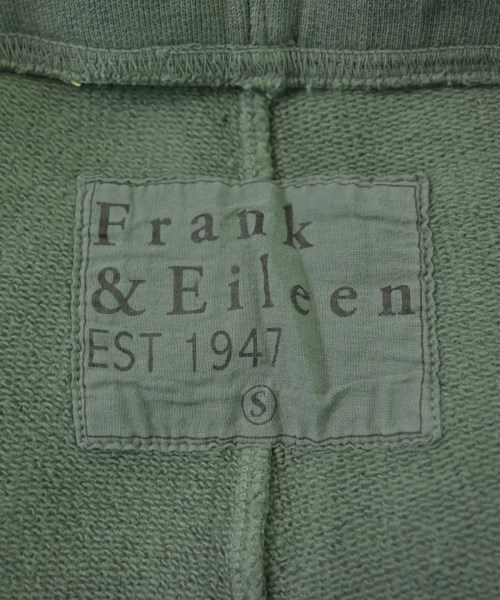 Frank
& Eileen
EST 1947
S